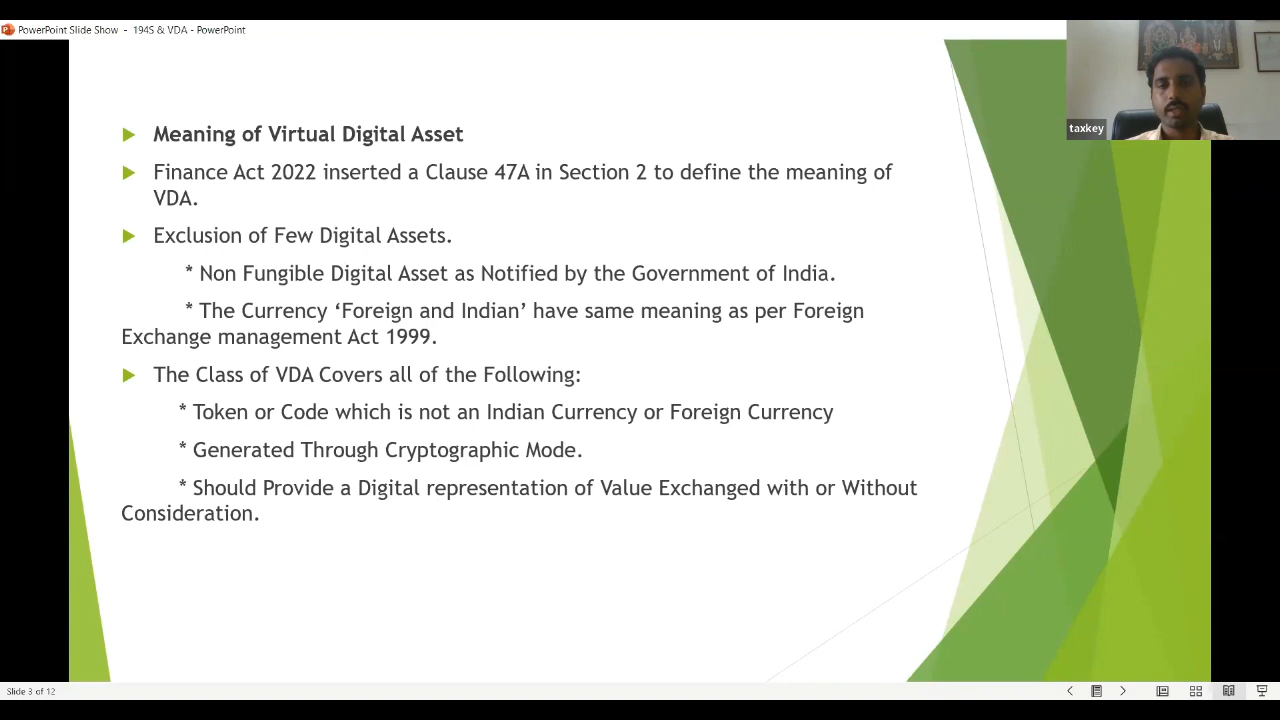 PowerPoint Slide Show - 194S & VDA - PowerPoint
taxkey
Meaning of Virtual Digital Asset
Finance Act 2022 inserted a Clause 47A in Section 2 to define the meaning of
VDA.
Exclusion of Few Digital Assets.
* Non Fungible Digital Asset as Notified by the Government of India.
* The Currency ‘Foreign and Indian’ have same meaning as per Foreign
Exchange management Act 1999.
The Class of VDA Covers all of the Following:
* Token or Code which is not an Indian Currency or Foreign Currency
* Generated Through Cryptographic Mode.
* Should Provide a Digital representation of Value Exchanged with or Without
Consideration.
Slide 3 of 12